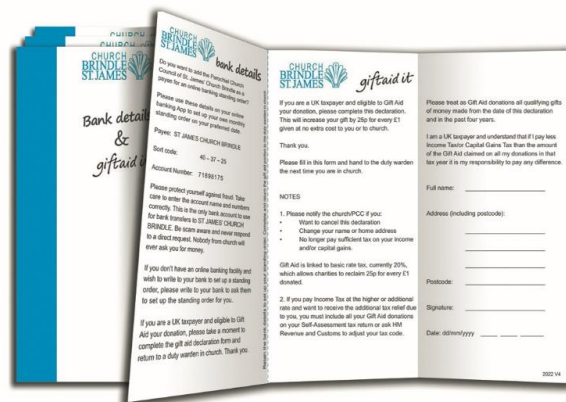 CHURCH
BRINDLE
ST.JAMES
Bank details
&
giftaid it
CHURCH
BRINDLE
ST.JAMES
bank details
Do you want to add the Parochial Church
Council of St. James' Church Brindle as a
payee for an online banking standing order?
Please use these details on your online
banking App to set up your own monthly
standing order on your preferred date.
Payee: ST JAMES CHURCH BRINDLE
Sort code: 40 - 37 - 25
Account Number: 71698175
Please protect yourself against fraud. Take
care to enter the account name and numbers
correctly. This is the only bank account to use
for bank transfers to ST JAMES' CHURCH
BRINDLE. Be scam aware and never respond
to a direct request. Nobody from church will
ever ask you for money.
If you don't have an online banking facility and
wish to write to your bank to set up a standing
order, please write to your bank to ask them
to set up the standing order for you.
If you are a UK taxpayer and eligible to Gift
Aid your donation, please take a moment to
complete the gift aid declaration form and
return to a duty warden in church. Thank you.
CHURCH
BRINDLE
ST.JAMES
giftaid it
If you are a UK taxpayer and eligible to Gift
Aid your donation, please complete this declaration.
This will increase your gift by 25p for every £1
given at no extra cost to you or to church.
Thank you.
Please fill in this form and hand to the duty warden
the next time you are in church.
NOTES
1. Please notify the church/PCC if you:
• Want to cancel this declaration
• Change your name or home address
• No longer pay sufficient tax on your income
and/or capital gains.
Gift Aid is linked to basic rate tax, currently 20%,
which allows charities to reclaim 25p for every £1
donated.
2. If you pay Income Tax at the higher or additional
rate and want to receive the additional tax relief due
to you, you must include all your Gift Aid donations
on your Self-Assessment tax return or ask HM
Revenue and Customs to adjust your tax code.
Please treat as Gift Aid donations all qualifying gifts
of money made from the date of this declaration
and in the past four years.
I am a UK taxpayer and understand that if I pay less
Income Tax/or Capital Gains Tax than the amount
of the Gift Aid claimed on all my donations in that
tax year it is my responsibility to pay any difference.
Full name:
Address (including postcode):
Postcode:
Signature:
Date: dd/mm/yyyy
2022 V4